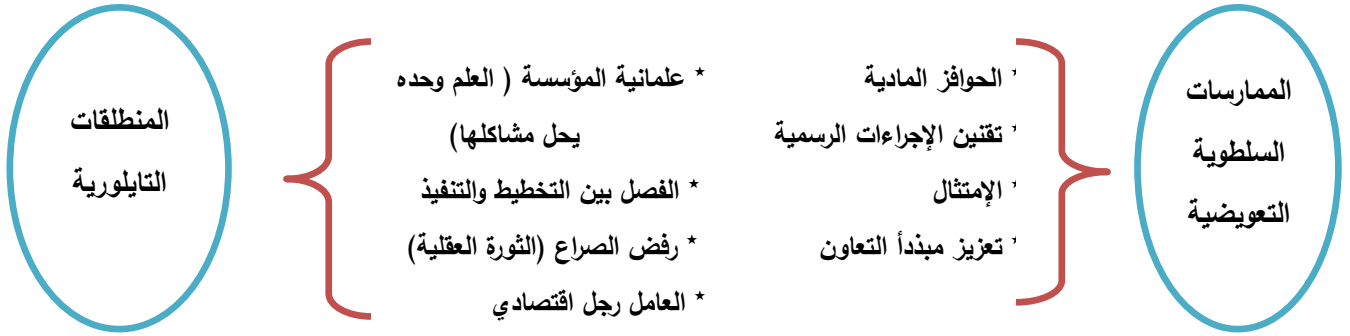 الممارسات
السلطوية
التعويضية
* الحوافز المادية
* تقنين الإجراءات الرسمية
* الإمتثال
* تعزيز مبذدأ التعاون
* علمانية المؤسسة ( العلم وحده
يحل مشاكلها)
* الفصل بين التخطيط والتنفيذ
* رفض الصراع (الثورة العقلية)
* العامل رجل اقتصادي
المنطلقات
التايلورية